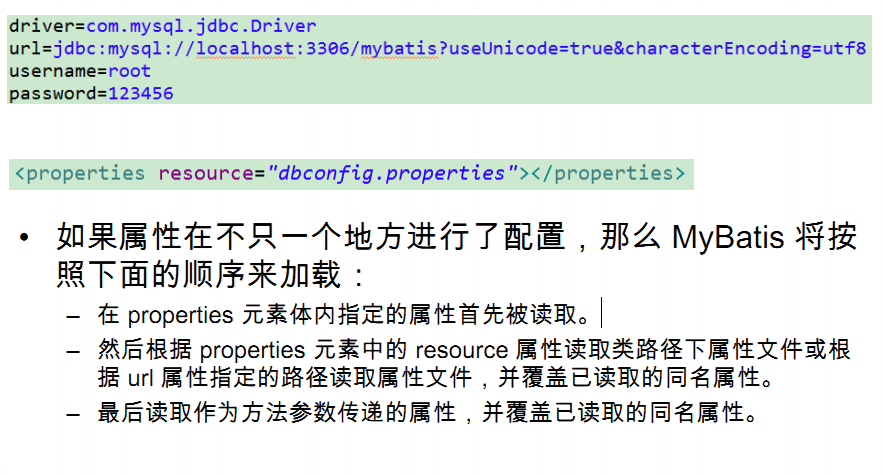 driver=com.mysql.jdbc.Driver
url=jdbc:mysql://localhost:3306/mybatis?useUnicode=true&characterEncoding=utf8
username=root
password=123456
<properties resource="dbconfig.properties"></properties>
• 如果属性在不只一个地方进行了配置，那么 MyBatis 将按
照下面的顺序来加载：
– 在 properties 元素体内指定的属性首先被读取。
– 然后根据 properties 元素中的 resource 属性读取类路径下属性文件或根
据 url 属性指定的路径读取属性文件，并覆盖已读取的同名属性。
– 最后读取作为方法参数传递的属性，并覆盖已读取的同名属性。